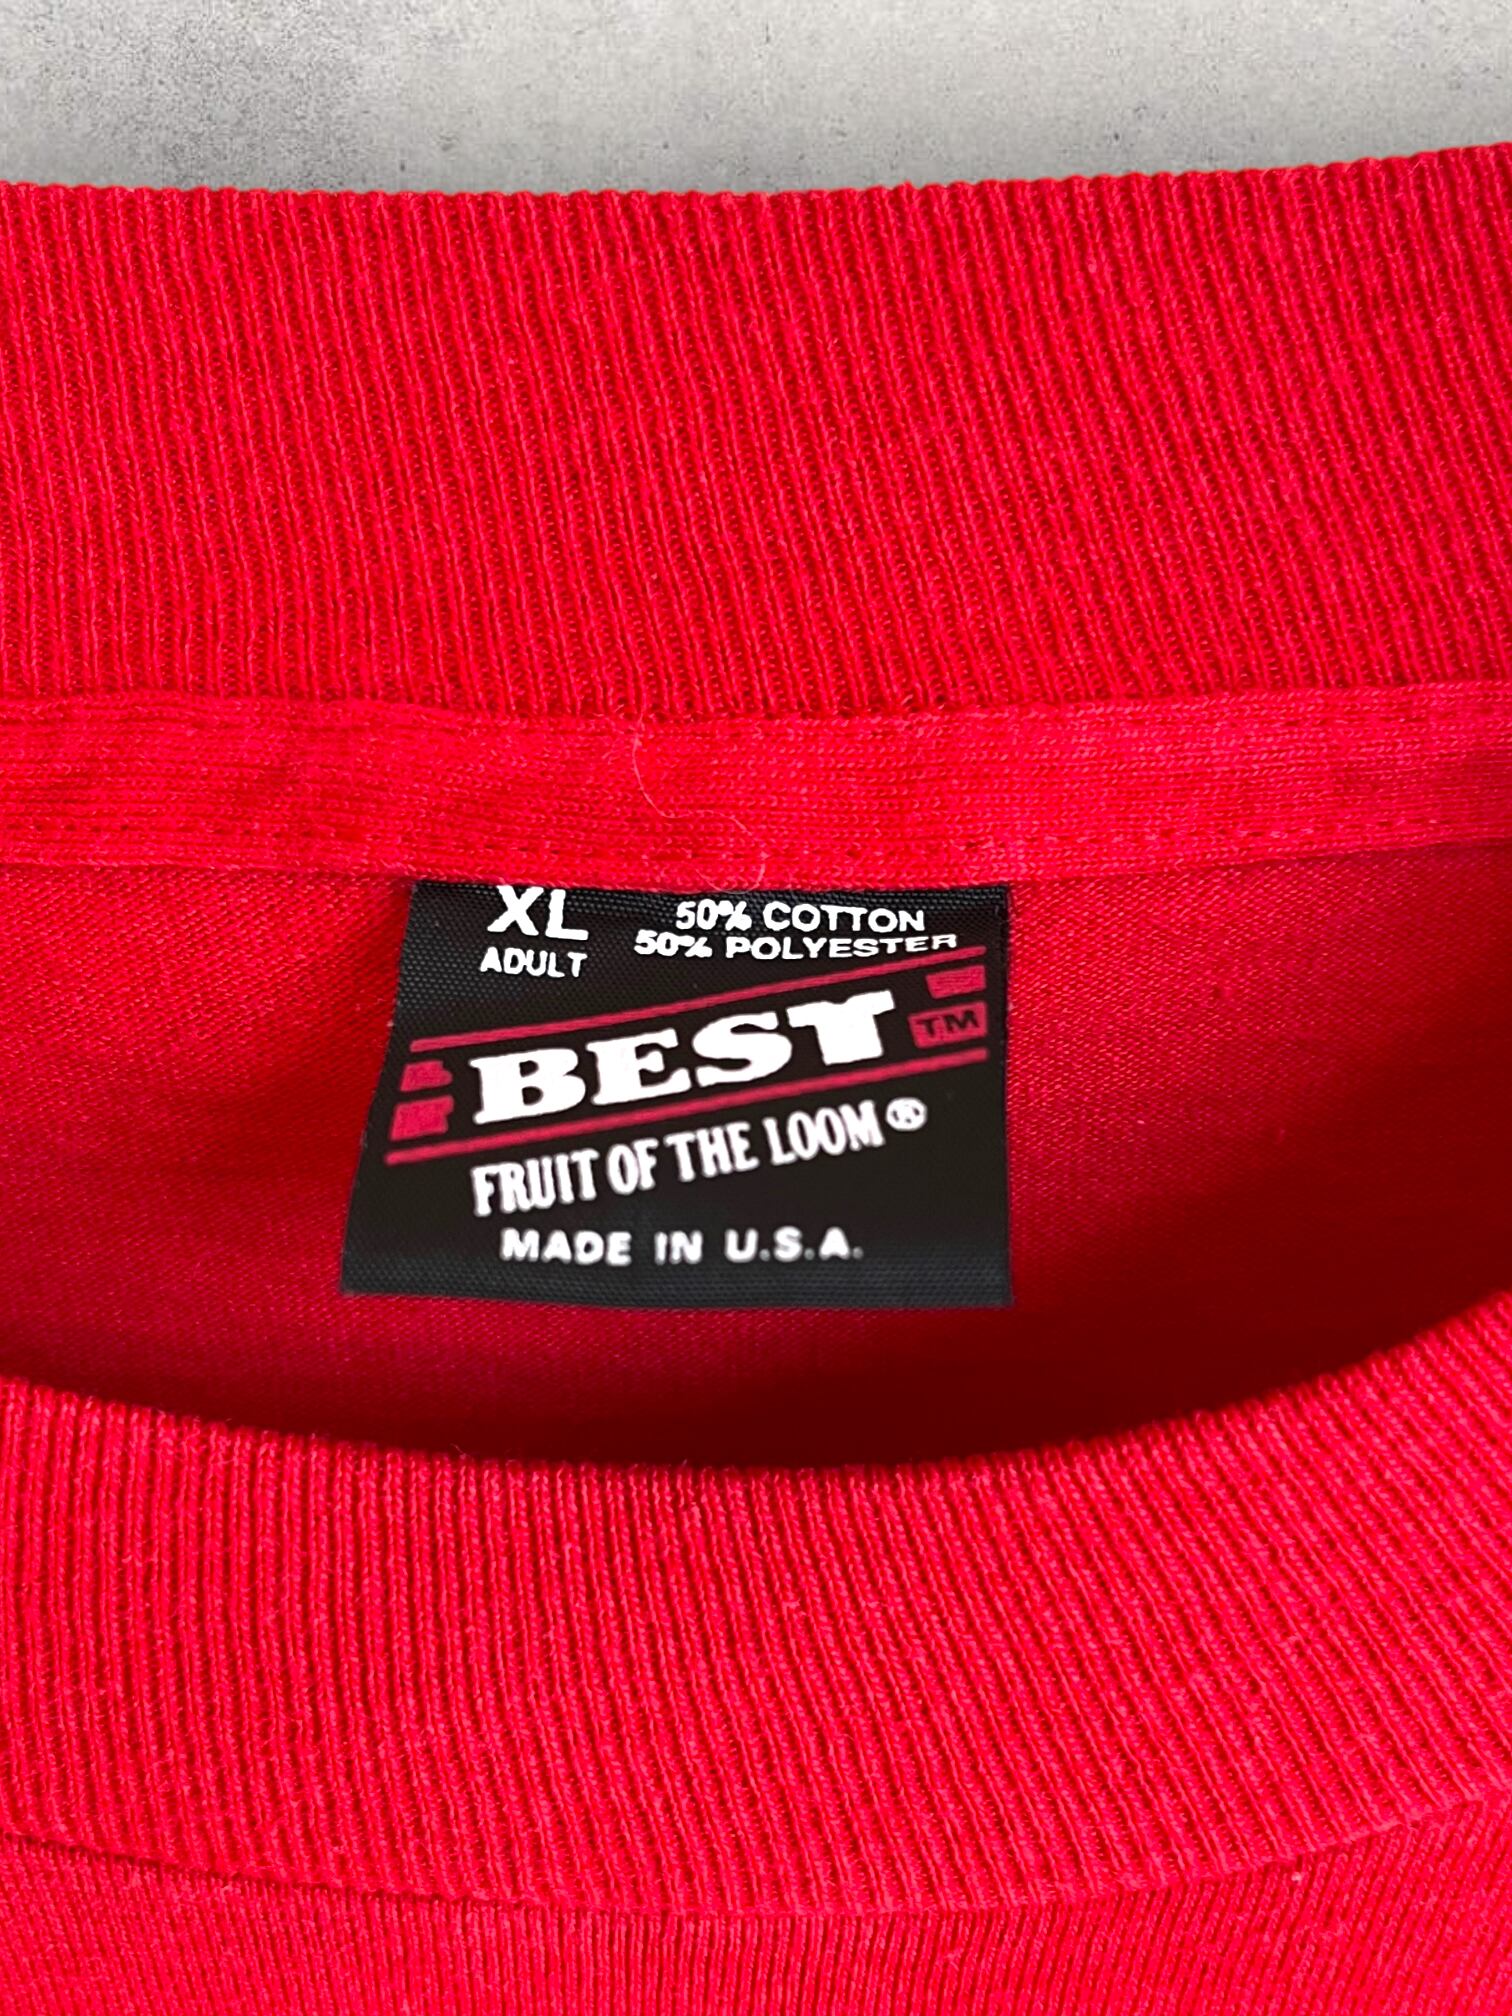 XL
ADULT
50% COTTON
50% POLYESTER
BEST
TM
FRUIT OF THE LOOM®
MADE IN U.S.A.